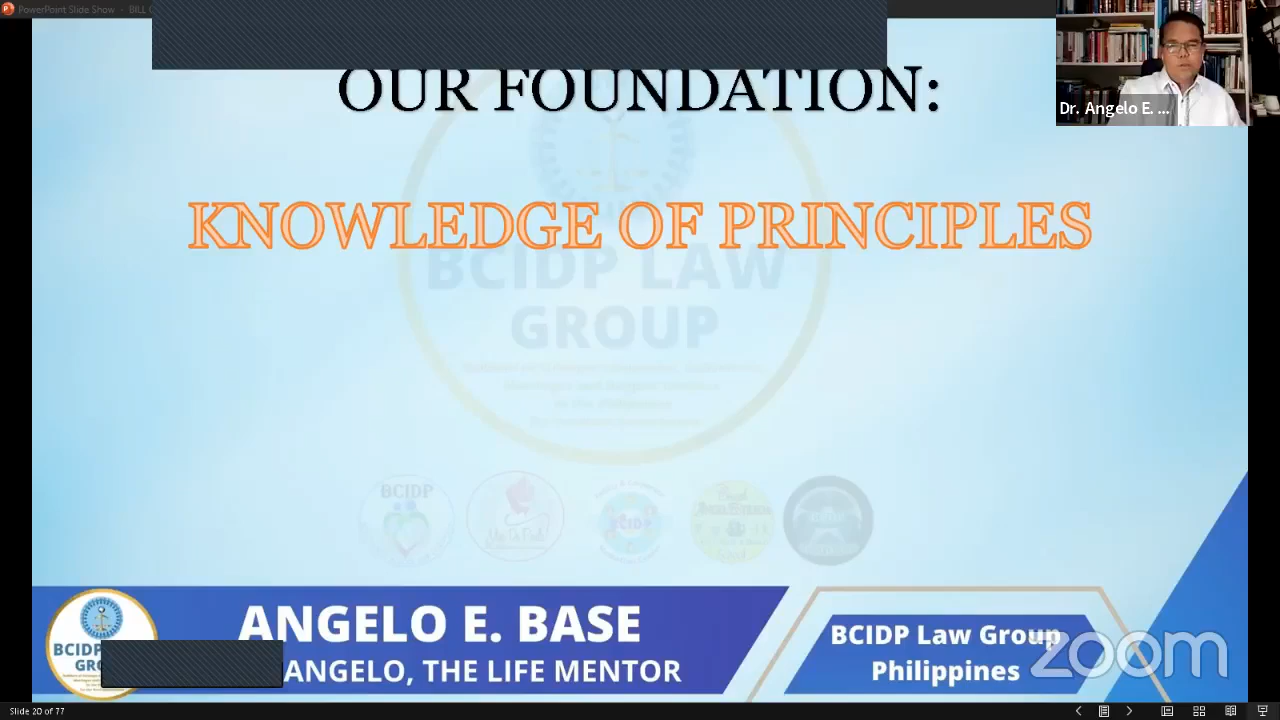 PowerPoint Slide Show - BILL
Dr. Angelo E. ...
OUR FOUNDATION:
KNOWLEDGE OF PRINCIPLES
BCIDP LAW
GROUP
BCIDP
ANGELO E. BASE
ANGELO, THE LIFE MENTOR
BCIDP Law Group
Philippines
zoom
Slide 20 of 77